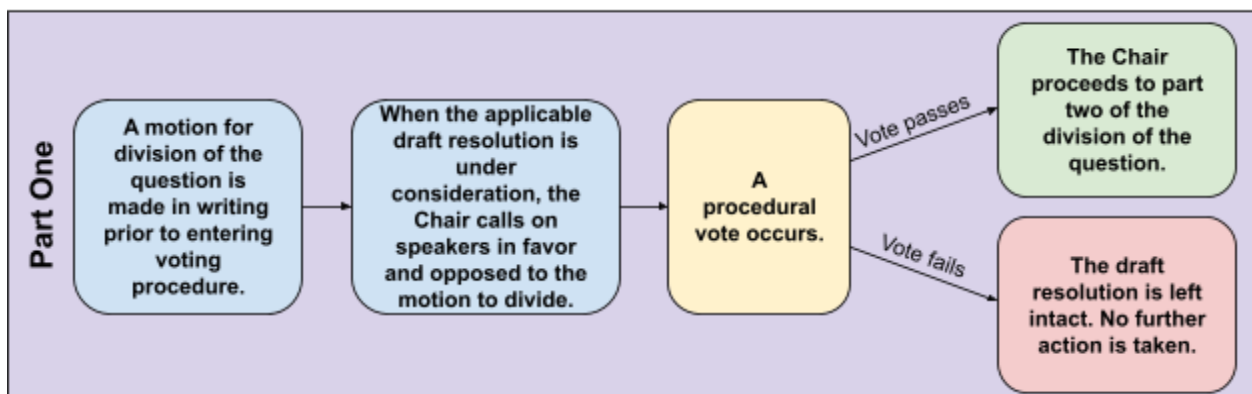 Part One
A motion for
division of the
question is
made in writing
prior to entering
voting
procedure.
When the applicable
draft resolution is
under
consideration, the
Chair calls on
speakers in favor
and opposed to the
motion to divide.
A
procedural
vote occurs.
Vote passes
The Chair
proceeds to part
two of the
division of the
question.
Vote fails
The draft
resolution is left
intact. No further
action is taken.